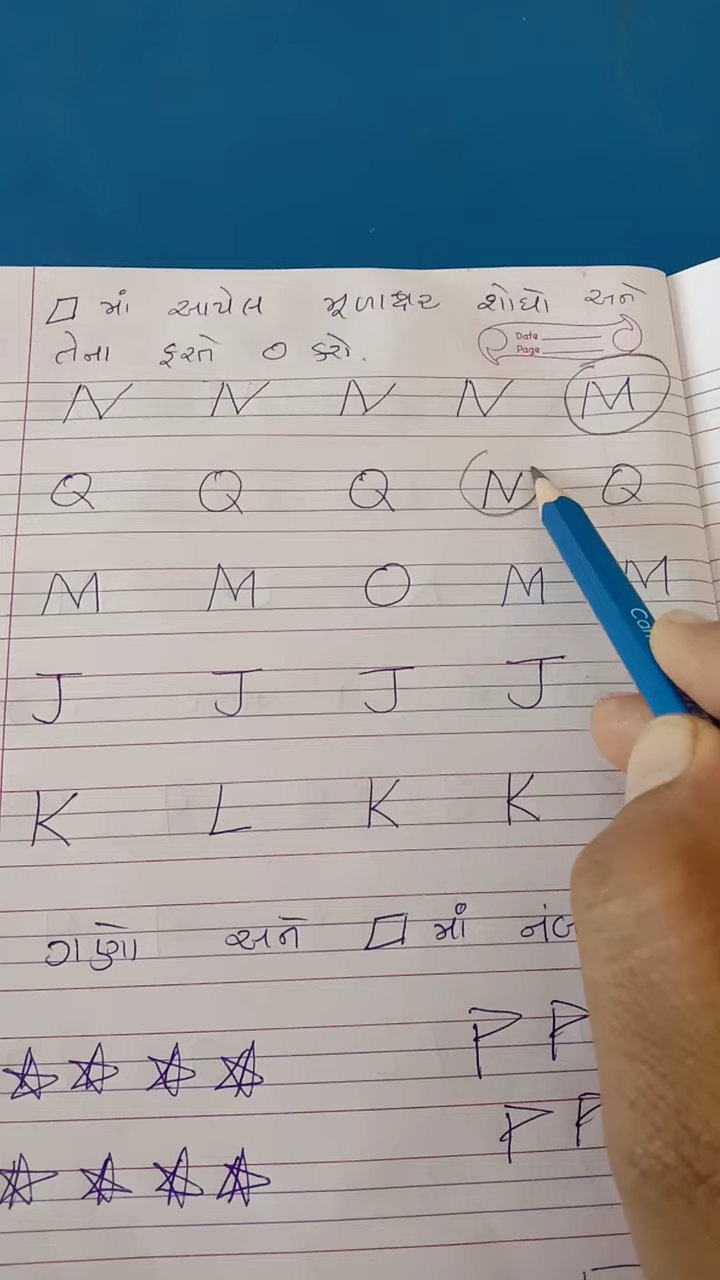 □ માં આપેલ મૂળાક્ષર શોધો અને
Date
Page
તેના ફરતે ○ કરો.
N N N N M
Q Q Q N Q
M M O M M
J J J J
K L K K
ગણો અને □ માં
P P
P P